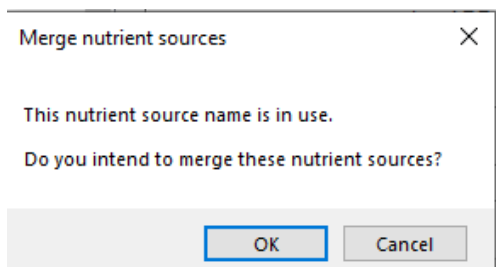 Merge nutrient sources
This nutrient source name is in use.
Do you intend to merge these nutrient sources?
OK Cancel